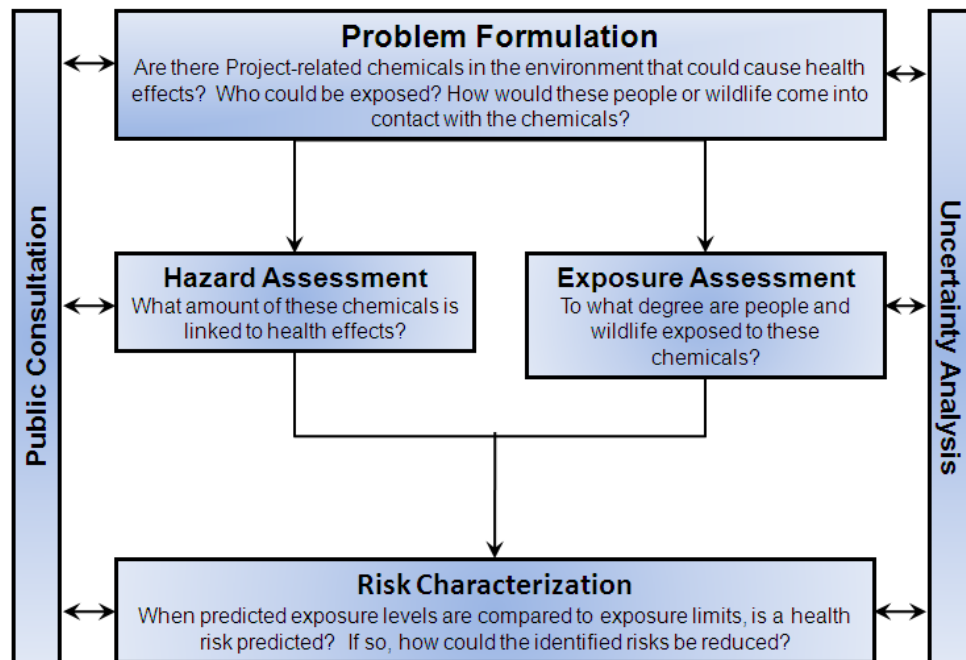 Problem Formulation
Are there Project-related chemicals in the environment that could cause health
effects? Who could be exposed? How would these people or wildlife come into
contact with the chemicals?
Public Consultation
Uncertainty Analysis
Hazard Assessment
What amount of these chemicals is
linked to health effects?
Exposure Assessment
To what degree are people and
wildlife exposed to these
chemicals?
Risk Characterization
When predicted exposure levels are compared to exposure limits, is a health
risk predicted? If so, how could the identified risks be reduced?